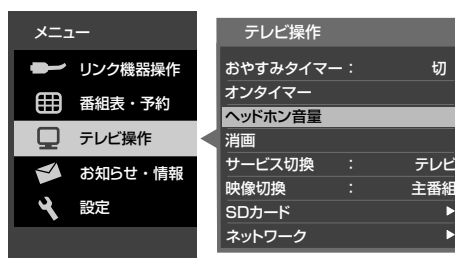 メニュー
リンク機器操作
番組表・予約
テレビ操作
お知らせ・情報
設定
テレビ操作
おやすみタイマー： 切
オンタイマー
ヘッドホン音量
消画
サービス切換 ： テレビ
映像切換 ： 主番組
SDカード ▶
ネットワーク ▶